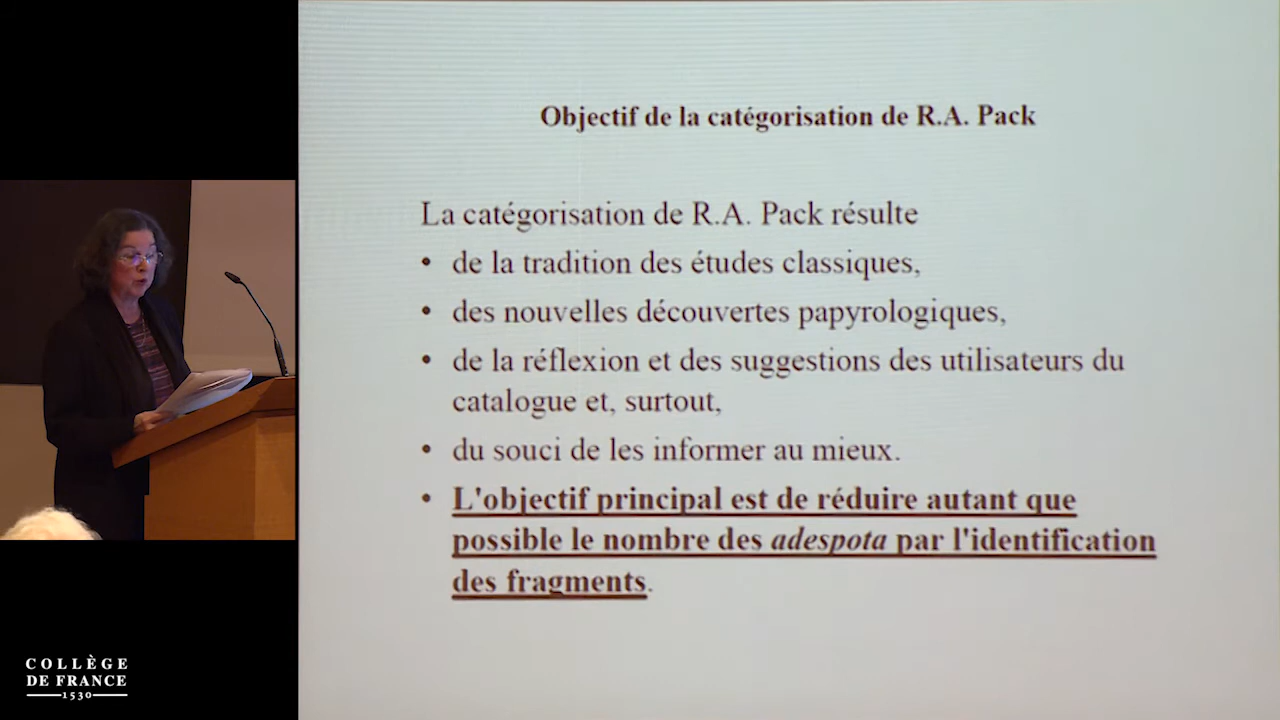 Objectif de la catégorisation de R.A. Pack
La catégorisation de R.A. Pack résulte
• de la tradition des études classiques,
• des nouvelles découvertes papyrologiques,
• de la réflexion et des suggestions des utilisateurs du
catalogue et, surtout,
• du souci de les informer au mieux.
• L'objectif principal est de réduire autant que
possible le nombre des adespota par l'identification
des fragments.
COLLÈGE
DE FRANCE
1530